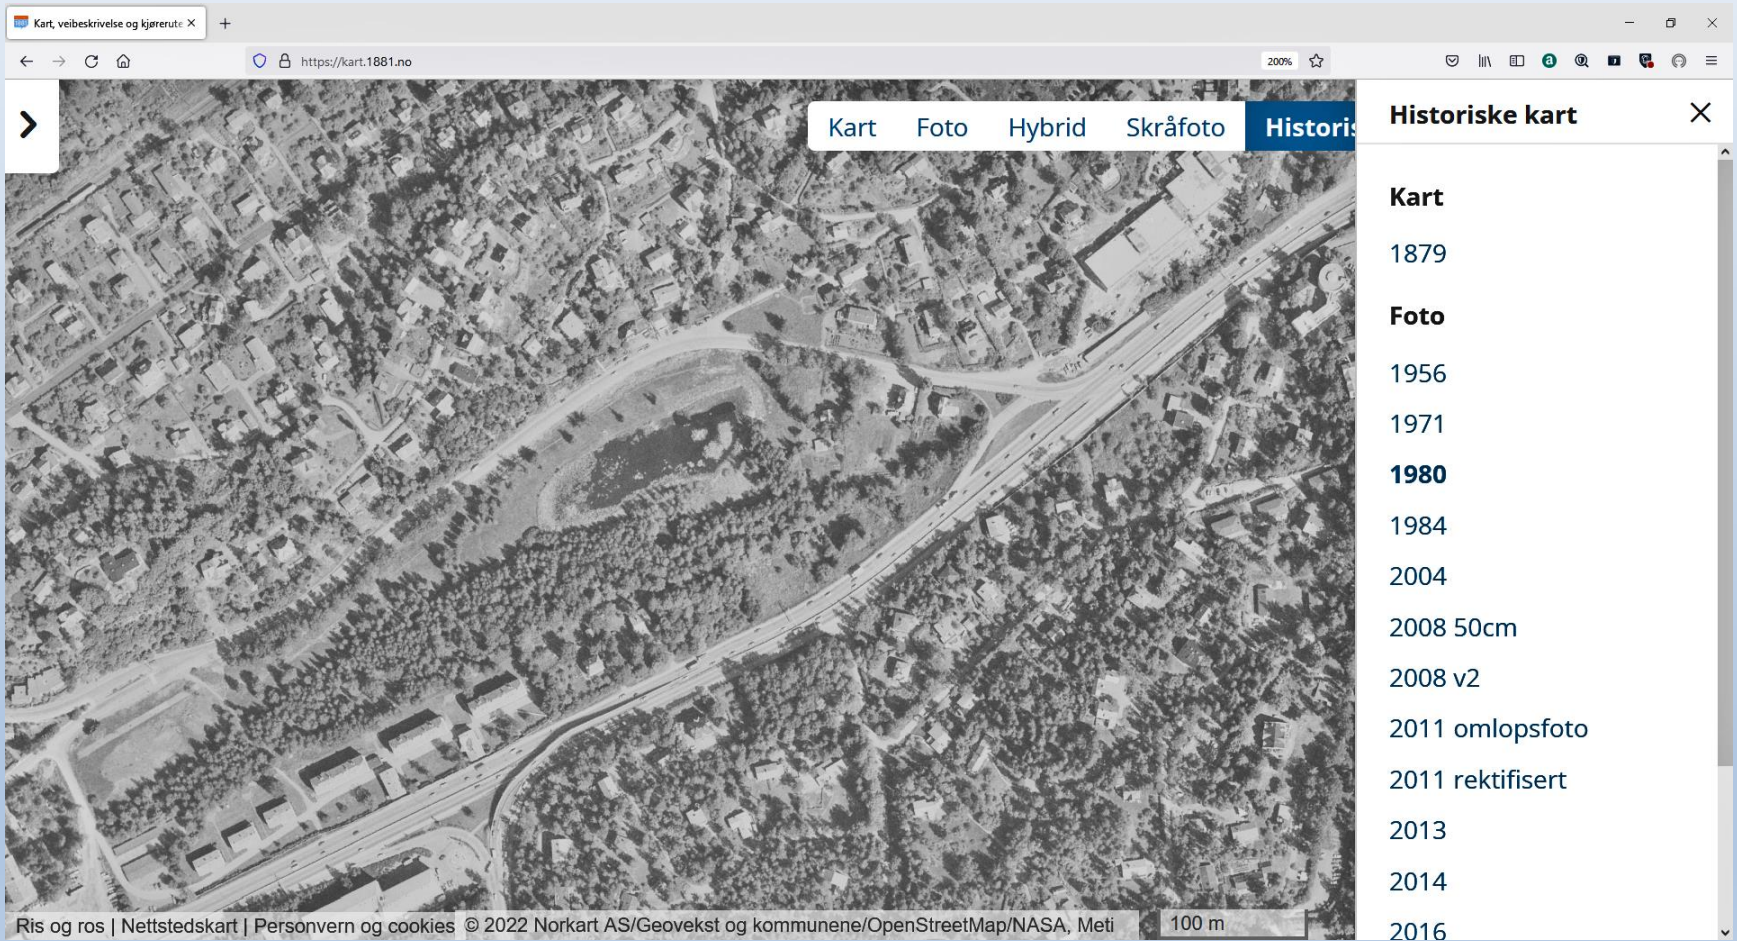 Kart, veibeskrivelse og kjørerute
https://kart.1881.no
200%
Kart Foto Hybrid Skråfoto Historis
Historiske kart
Kart
1879
Foto
1956
1971
1980
1984
2004
2008 50cm
2008 v2
2011 omlopsfoto
2011 rektifisert
2013
2014
2016
Ris og ros | Nettstedskart | Personvern og cookies © 2022 Norkart AS/Geovekst og kommunene/OpenStreetMap/NASA, Meti
100 m